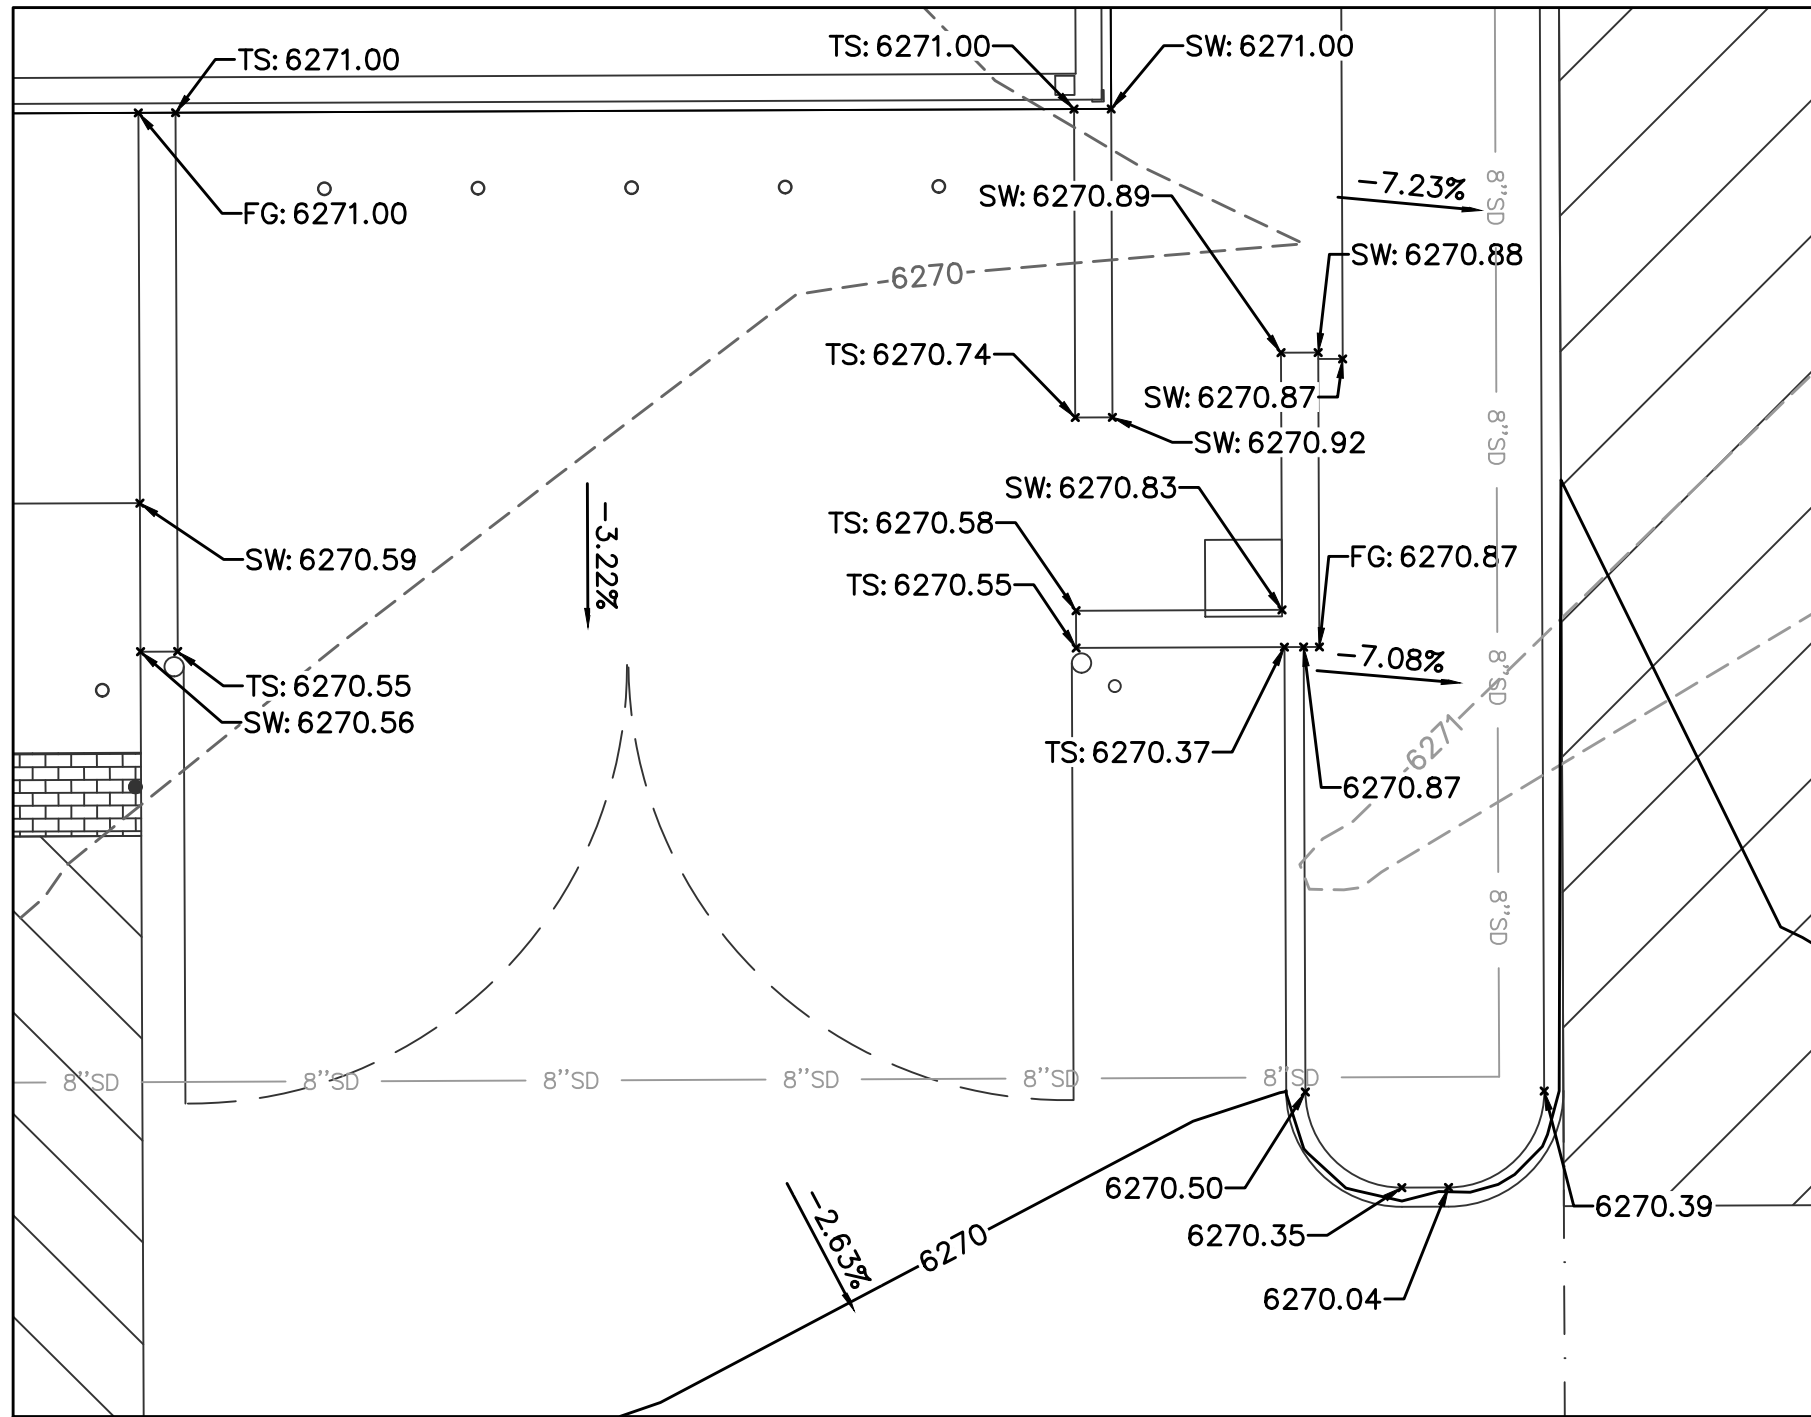 TS: 6271.00
TS: 6271.00
SW: 6271.00
-7.23%
8"SD
SW: 6270.89
FG: 6271.00
SW: 6270.88
6270
TS: 6270.74
SW: 6270.87
8"SD
SW: 6270.92
SW: 6270.83
TS: 6270.58
-3.22%
SW: 6270.59
FG: 6270.87
TS: 6270.55
-7.08%
8"SD
TS: 6270.55
SW: 6270.56
6271
TS: 6270.37
6270.87
8"SD
8"SD
8"SD
8"SD
8"SD
8"SD
8"SD
6270.50
6270.39
-2.63%
6270
6270.35
6270.04